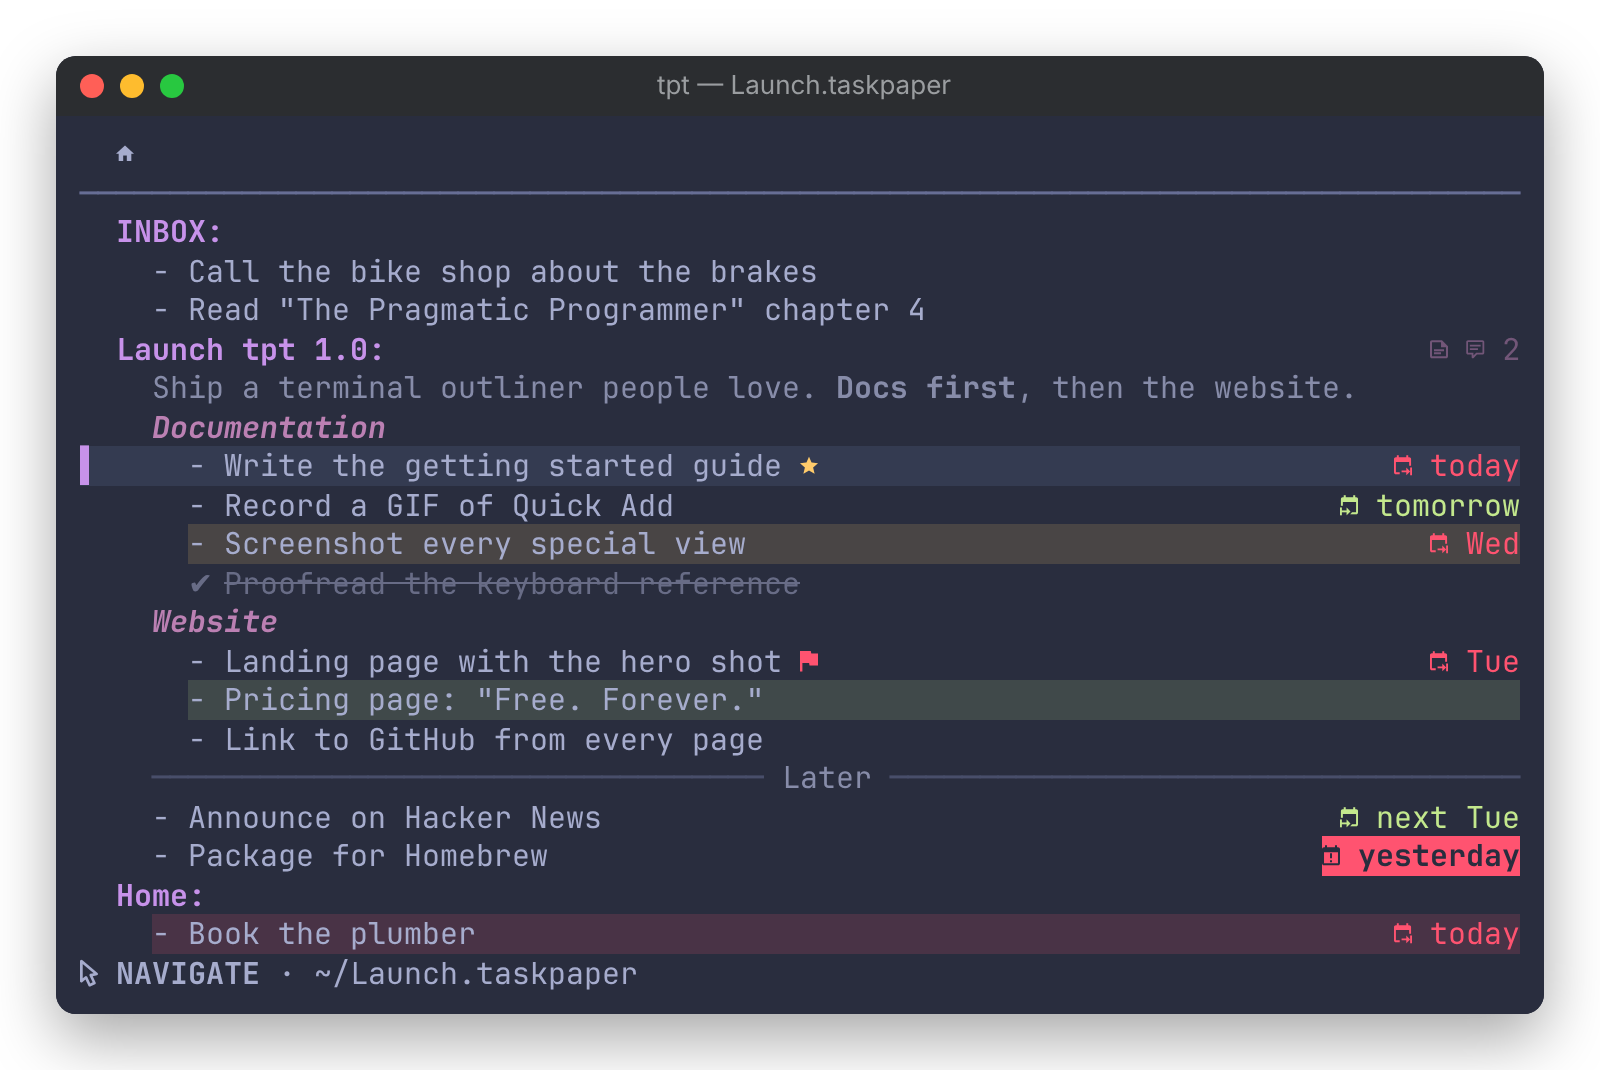 tpt — Launch.taskpaper
INBOX:
- Call the bike shop about the brakes
- Read "The Pragmatic Programmer" chapter 4
Launch tpt 1.0: 2
Ship a terminal outliner people love. Docs first, then the website.
Documentation
- Write the getting started guide ★ today
- Record a GIF of Quick Add tomorrow
- Screenshot every special view Wed
✔ Proofread the keyboard reference
Website
- Landing page with the hero shot Tue
- Pricing page: "Free. Forever."
- Link to GitHub from every page
Later
- Announce on Hacker News next Tue
- Package for Homebrew yesterday
Home:
- Book the plumber today
NAVIGATE · ~/Launch.taskpaper